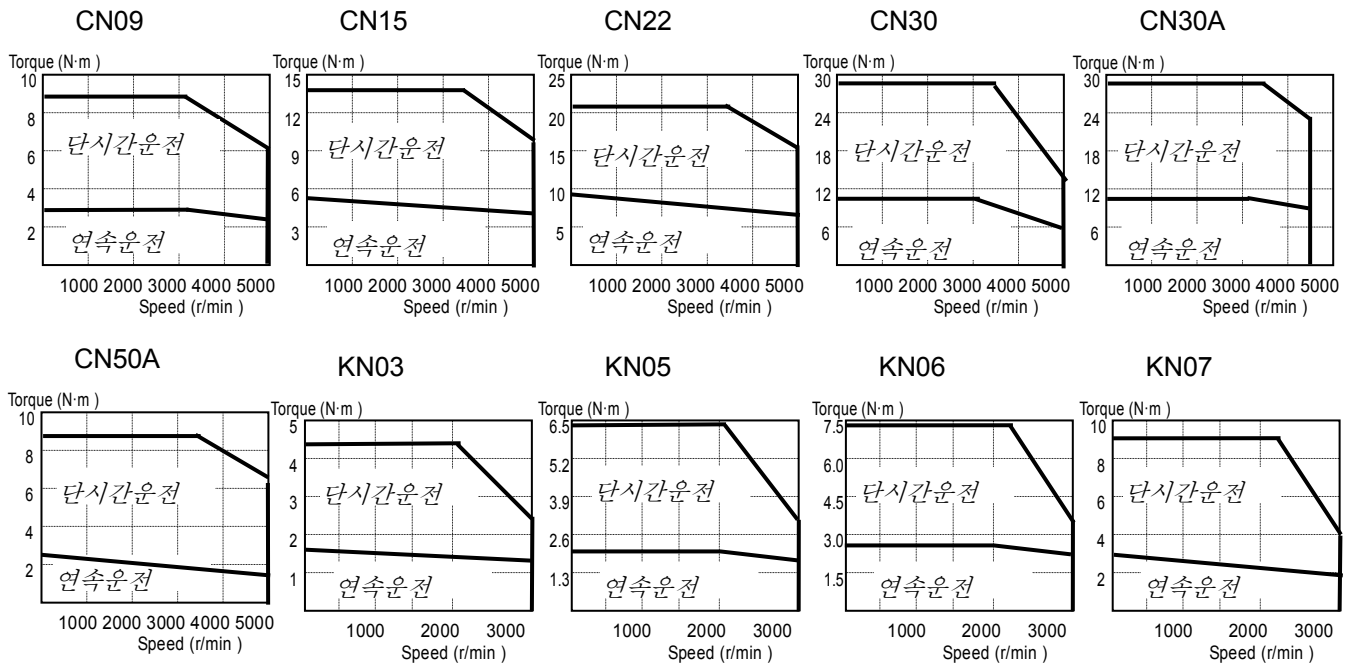 CN09 CN15 CN22 CN30 CN30A
Torque (N·m ) Torque (N·m ) Torque (N·m ) Torque (N·m ) Torque (N·m )
10 15 25 30 30
8 12 20 24 24
단시간운전 단시간운전 단시간운전 단시간운전 단시간운전
6 9 15 18 18
4 6 10 12 12
2 3 5 6 6
연속운전 연속운전 연속운전 연속운전 연속운전
1000 2000 3000 4000 5000 1000 2000 3000 4000 5000 1000 2000 3000 4000 5000 1000 2000 3000 4000 5000 1000 2000 3000 4000 5000
Speed (r/min ) Speed (r/min ) Speed (r/min ) Speed (r/min ) Speed (r/min )
CN50A KN03 KN05 KN06 KN07
Torque (N·m ) Torque (N·m ) Torque (N·m ) Torque (N·m ) Torque (N·m )
10 5 6.5 7.5 10
8 4 5.2 6.0 8
단시간운전 단시간운전 단시간운전 단시간운전 단시간운전
6 3 3.9 4.5 6
4 2 2.6 3.0 4
2 1 1.3 1.5 2
연속운전 연속운전 연속운전 연속운전 연속운전
1000 2000 3000 4000 5000 1000 2000 3000 1000 2000 3000 1000 2000 3000 1000 2000 3000
Speed (r/min ) Speed (r/min ) Speed (r/min ) Speed (r/min ) Speed (r/min )